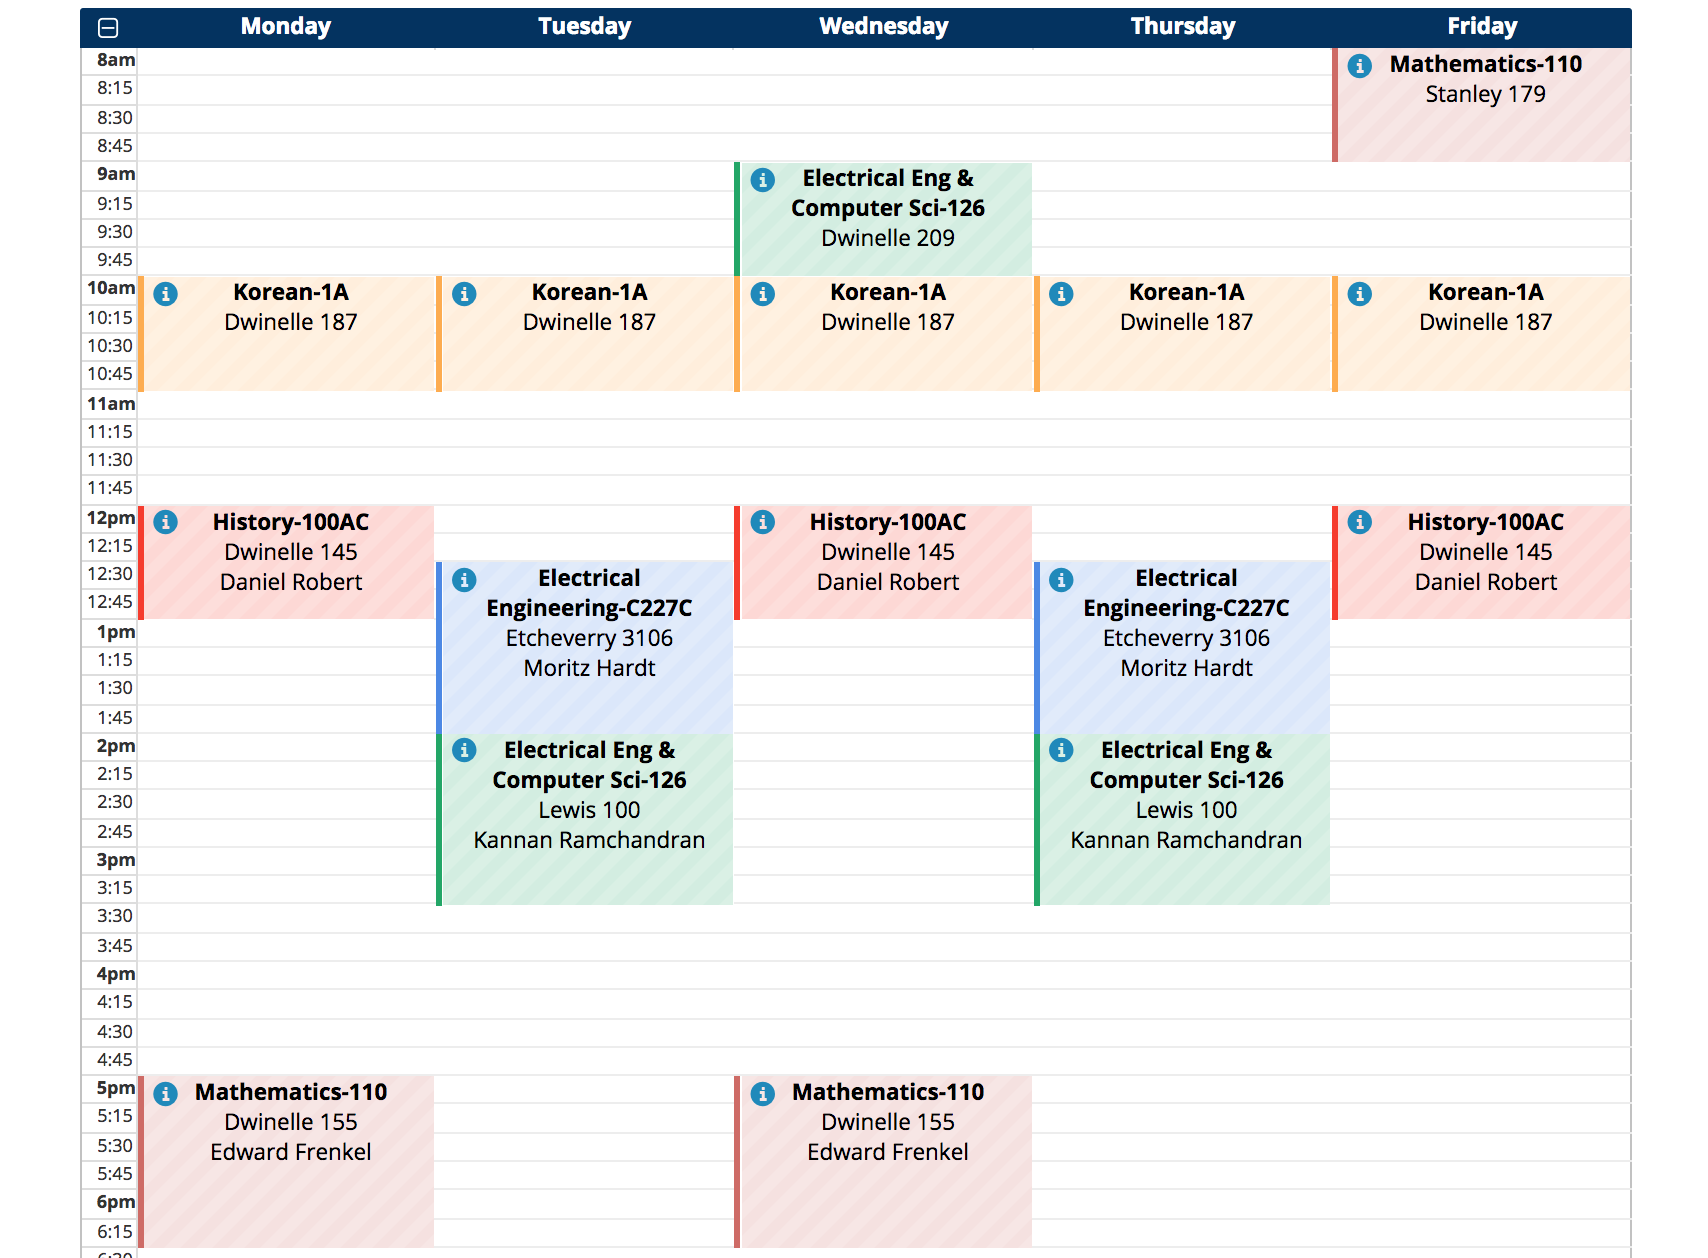 Monday Tuesday Wednesday Thursday Friday
8am
8:15
8:30
8:45
9am
9:15
9:30
9:45
10am
10:15
10:30
10:45
11am
11:15
11:30
11:45
12pm
12:15
12:30
12:45
1pm
1:15
1:30
1:45
2pm
2:15
2:30
2:45
3pm
3:15
3:30
3:45
4pm
4:15
4:30
4:45
5pm
5:15
5:30
5:45
6pm
6:15
Korean-1A
Dwinelle 187
History-100AC
Dwinelle 145
Daniel Robert
Mathematics-110
Dwinelle 155
Edward Frenkel
Korean-1A
Dwinelle 187
Electrical
Engineering-C227C
Etcheverry 3106
Moritz Hardt
Electrical Eng &
Computer Sci-126
Lewis 100
Kannan Ramchandran
Electrical Eng &
Computer Sci-126
Dwinelle 209
Korean-1A
Dwinelle 187
History-100AC
Dwinelle 145
Daniel Robert
Mathematics-110
Dwinelle 155
Edward Frenkel
Korean-1A
Dwinelle 187
Electrical
Engineering-C227C
Etcheverry 3106
Moritz Hardt
Electrical Eng &
Computer Sci-126
Lewis 100
Kannan Ramchandran
Mathematics-110
Stanley 179
Korean-1A
Dwinelle 187
History-100AC
Dwinelle 145
Daniel Robert